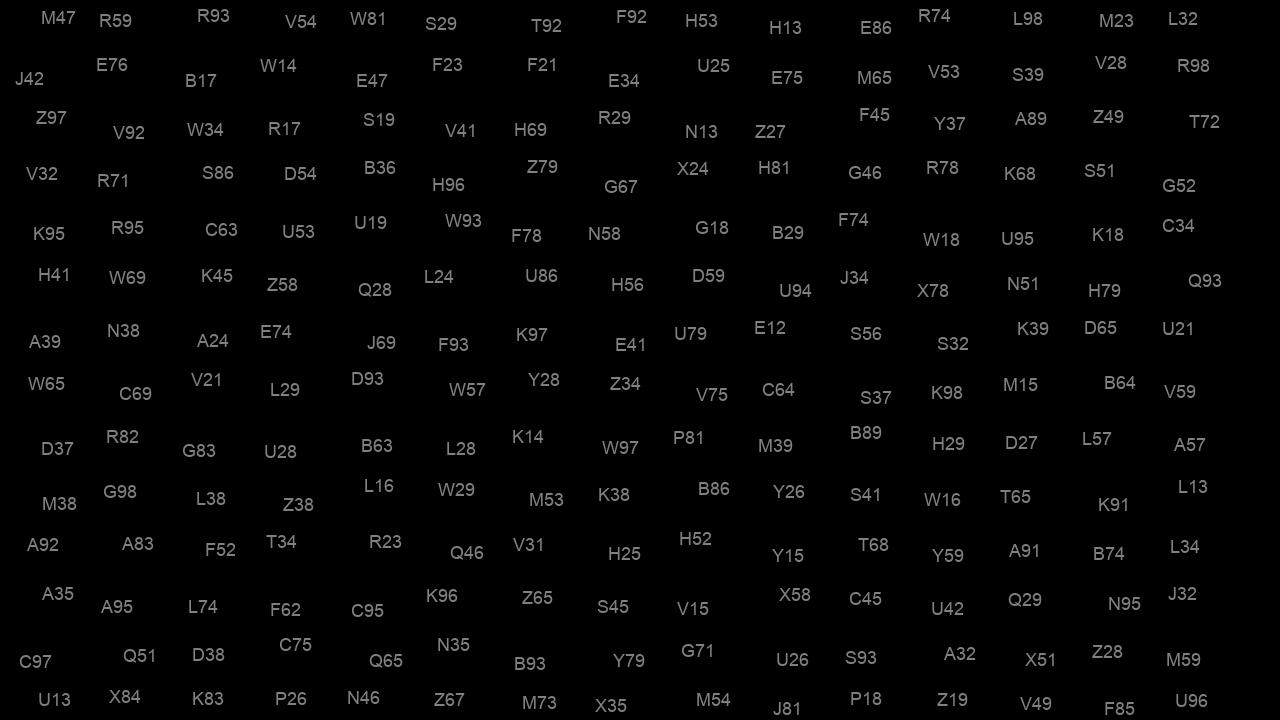 M47 R59 R93 V54 W81 S29 T92 F92 H53 H13 E86 R74 L98 M23 L32
J42 E76 B17 W14 E47 F23 F21 E34 U25 E75 M65 V53 S39 V28 R98
Z97 V92 W34 R17 S19 V41 H69 R29 N13 Z27 F45 Y37 A89 Z49 T72
V32 R71 S86 D54 B36 H96 Z79 G67 X24 H81 G46 R78 K68 S51 G52
K95 R95 C63 U53 U19 W93 F78 N58 G18 B29 F74 W18 U95 K18 C34
H41 W69 K45 Z58 Q28 L24 U86 H56 D59 U94 J34 X78 N51 H79 Q93
A39 N38 A24 E74 J69 F93 K97 E41 U79 E12 S56 S32 K39 D65 U21
W65 C69 V21 L29 D93 W57 Y28 Z34 V75 C64 S37 K98 M15 B64 V59
D37 R82 G83 U28 B63 L28 K14 W97 P81 M39 B89 H29 D27 L57 A57
M38 G98 L38 Z38 L16 W29 M53 K38 B86 Y26 S41 W16 T65 K91 L13
A92 A83 F52 T34 R23 Q46 V31 H25 H52 Y15 T68 Y59 A91 B74 L34
A35 A95 L74 F62 C95 K96 Z65 S45 V15 X58 C45 U42 Q29 N95 J32
C97 Q51 D38 C75 Q65 N35 B93 Y79 G71 U26 S93 A32 X51 Z28 M59
U13 X84 K83 P26 N46 Z67 M73 X35 M54 J81 P18 Z19 V49 F85 U96